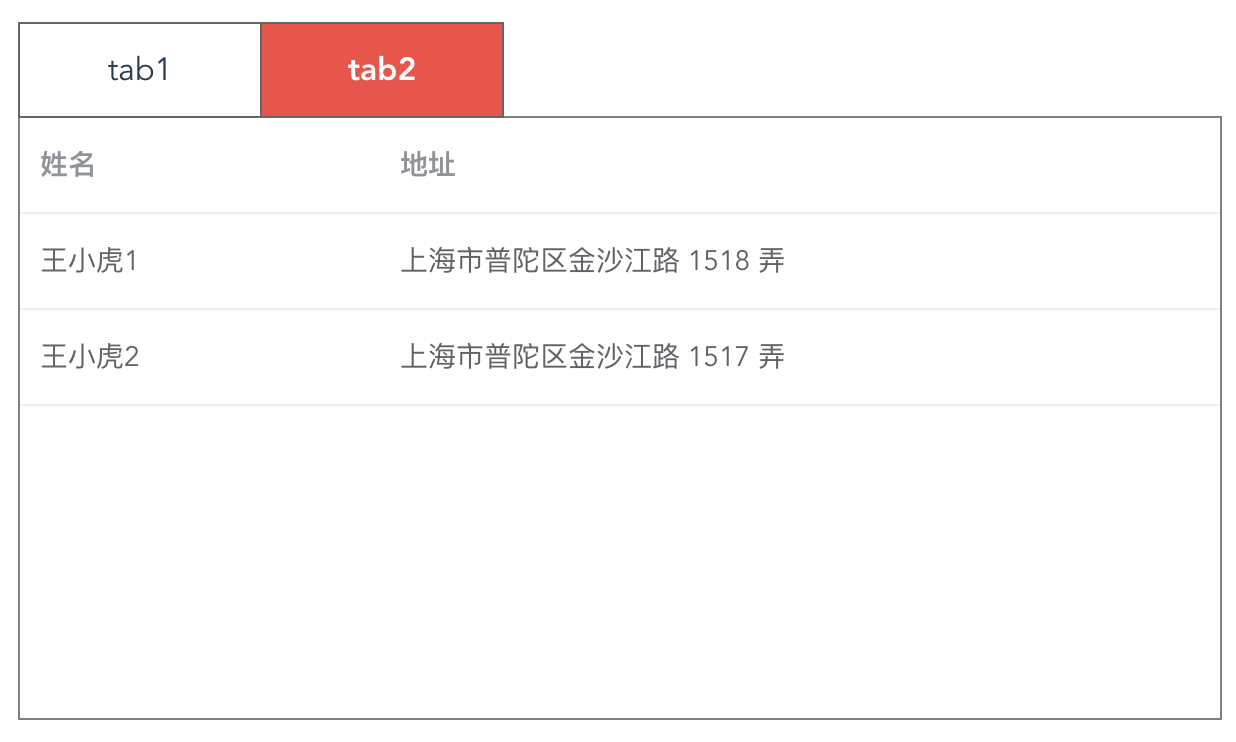 tab1 tab2
姓名 地址
王小虎1 上海市普陀区金沙江路 1518 弄
王小虎2 上海市普陀区金沙江路 1517 弄